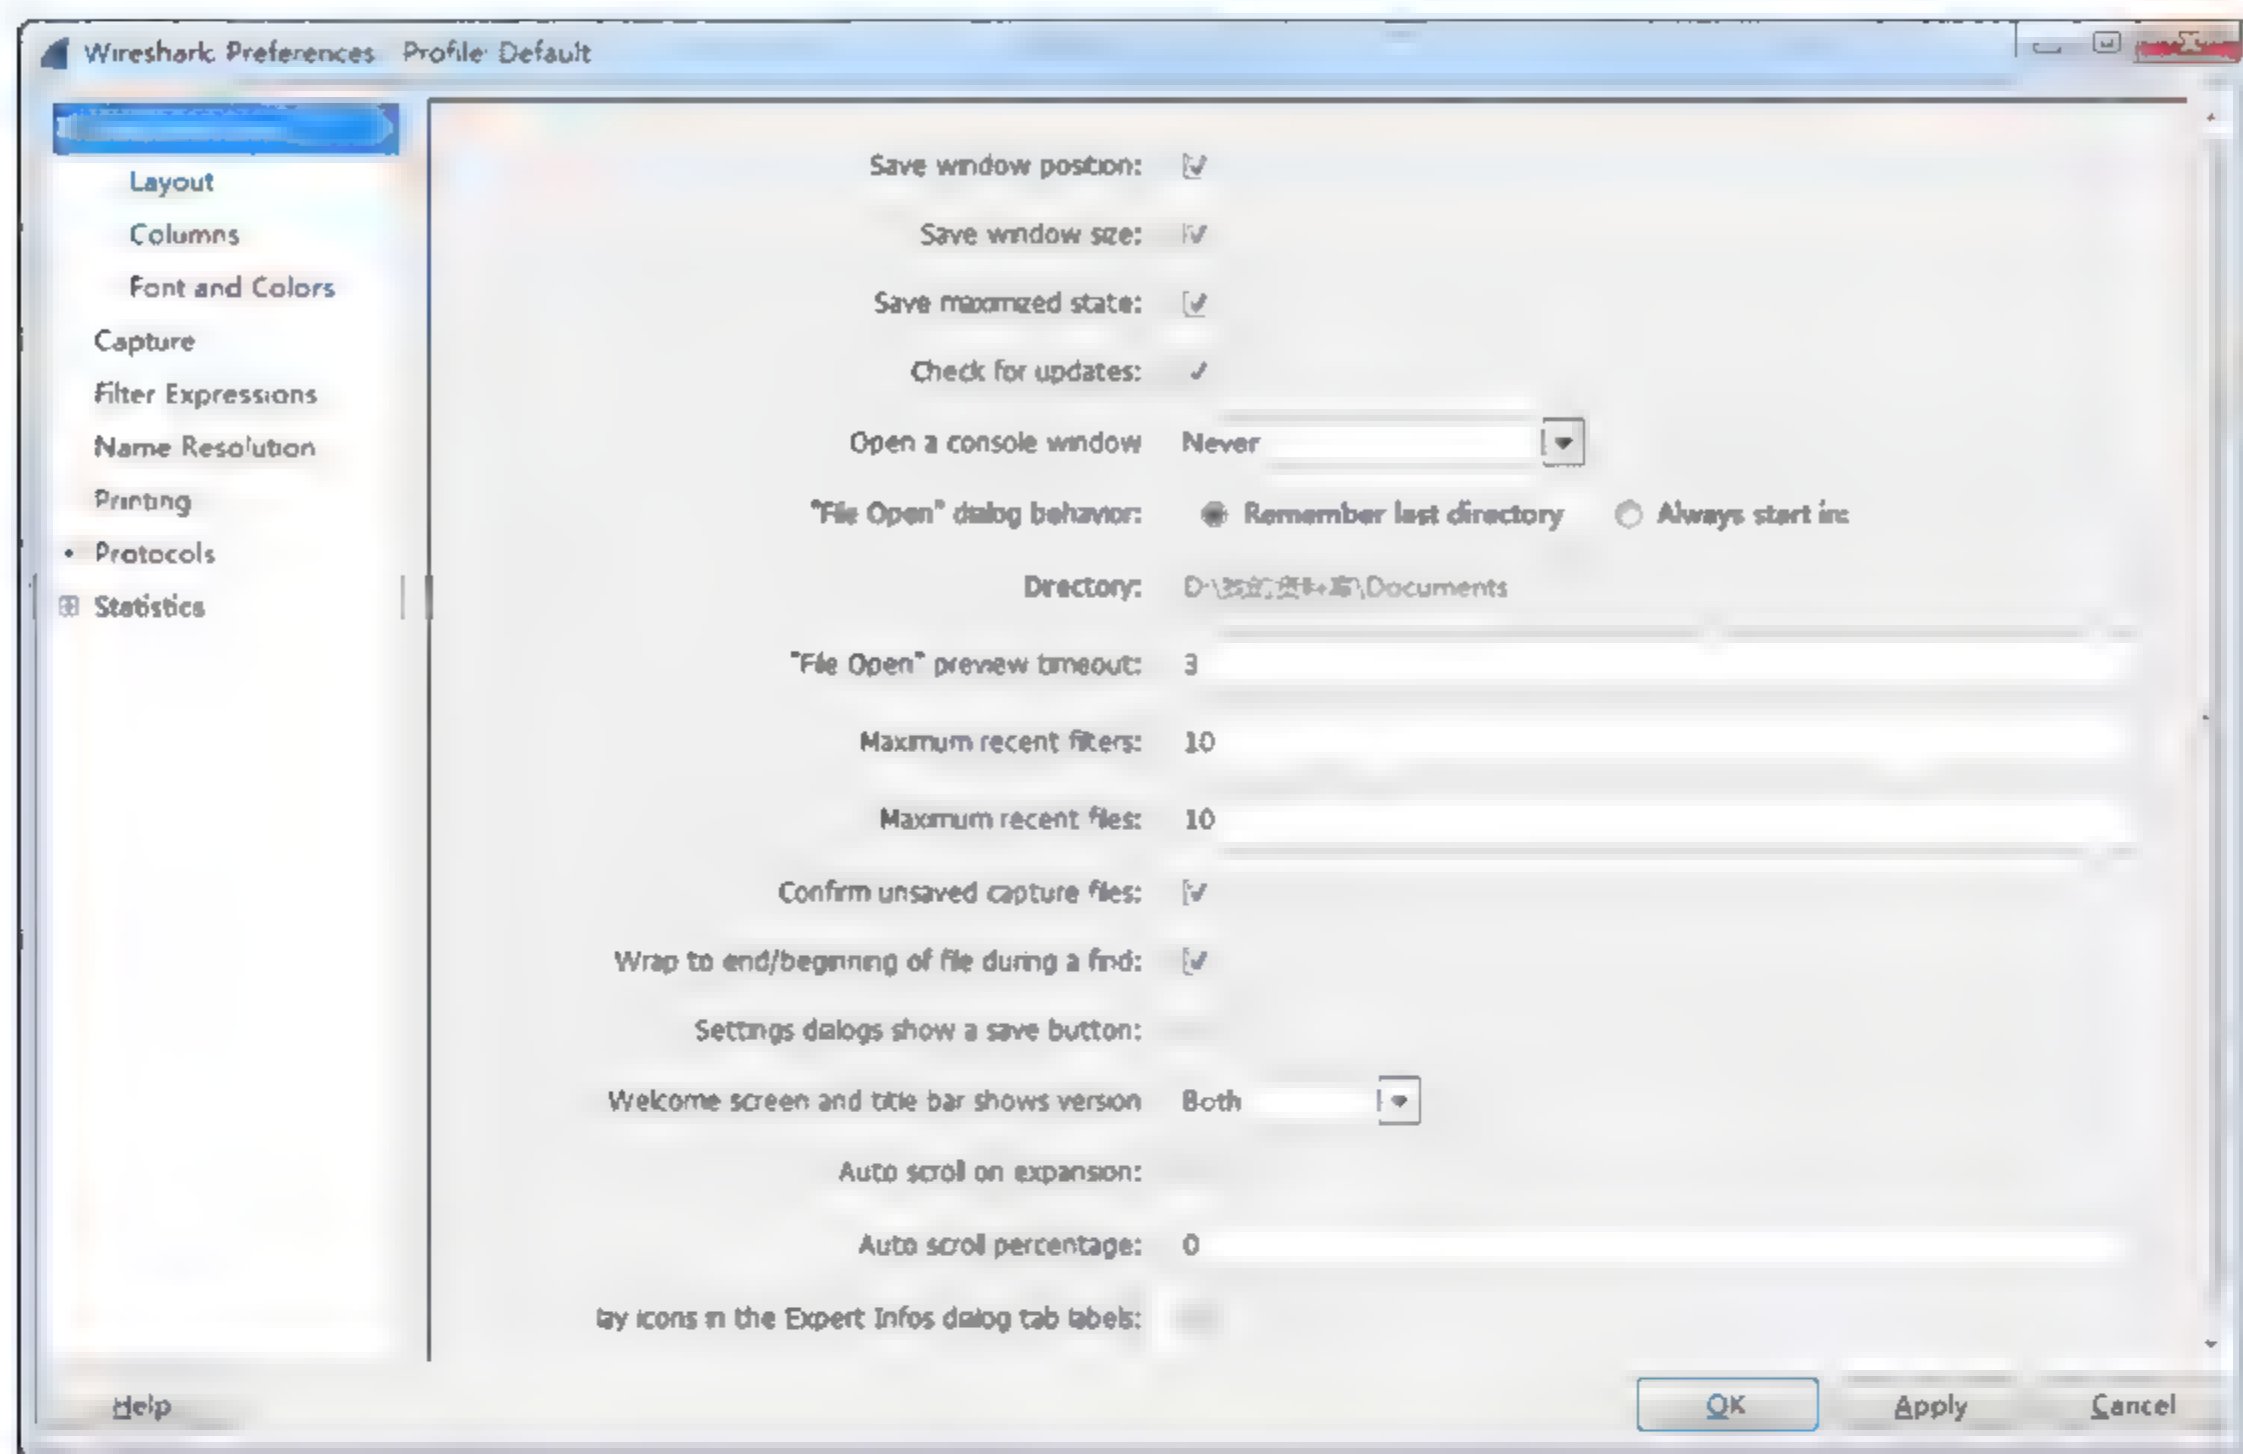 Wireshark: Preferences Profile: Default
Layout
Columns
Font and Colors
Capture
Filter Expressions
Name Resolution
Printing
Protocols
Statistics
Save window position:
Save window size:
Save maximized state:
Check for updates:
Open a console window Never
"File Open" dialog behavior: Remember last directory Always start in:
Directory: D:\ \Documents
"File Open" preview timeout: 3
Maximum recent filters: 10
Maximum recent files: 10
Confirm unsaved capture files:
Wrap to end/beginning of file during a find:
Settings dialogs show a save button:
Welcome screen and title bar shows version Both
Auto scroll on expansion:
Auto scroll percentage: 0
lay icons in the Expert Infos dialog tab labels:
Help OK Apply Cancel